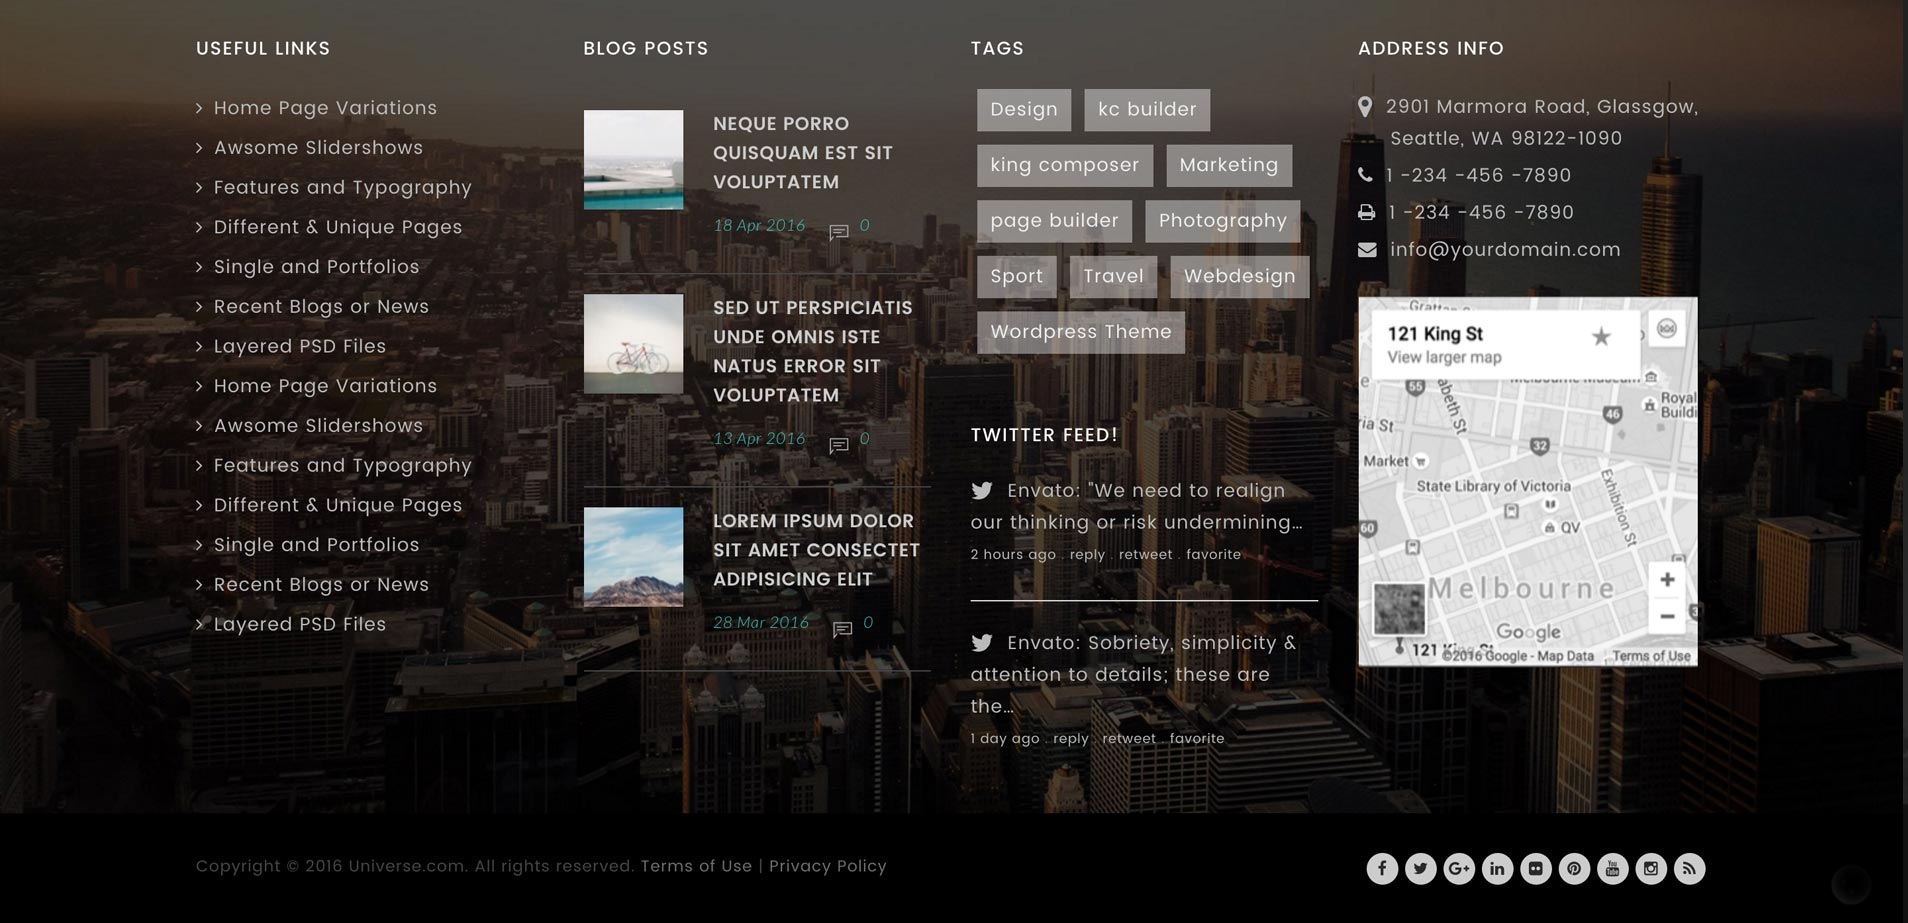 USEFUL LINKS
Home Page Variations
Awsome Slidershows
Features and Typography
Different & Unique Pages
Single and Portfolios
Recent Blogs or News
Layered PSD Files
Home Page Variations
Awsome Slidershows
Features and Typography
Different & Unique Pages
Single and Portfolios
Recent Blogs or News
Layered PSD Files
BLOG POSTS
NEQUE PORRO
QUISQUAM EST SIT
VOLUPTATEM
18 Apr 2016 0
SED UT PERSPICIATIS
UNDE OMNIS ISTE
NATUS ERROR SIT
VOLUPTATEM
13 Apr 2016 0
LOREM IPSUM DOLOR
SIT AMET CONSECTET
ADIPISICING ELIT
28 Mar 2016 0
TAGS
Design kc builder
king composer Marketing
page builder Photography
Sport Travel Webdesign
Wordpress Theme
TWITTER FEED!
Envato: "We need to realign
our thinking or risk undermining...
2 hours ago . reply . retweet . favorite
Envato: Sobriety, simplicity &
attention to details; these are
the...
1 day ago . reply . retweet . favorite
ADDRESS INFO
2901 Marmora Road, Glassgow,
Seattle, WA 98122-1090
1 -234 -456 -7890
1 -234 -456 -7890
info@yourdomain.com
121 King St
View larger map
Melbourne Museum
55
Royal
46
Buildi
ria St
32
Market
State Library of Victoria
Exhibition St
60
QV
Melbourne
Google
121 King St
©2016 Google - Map Data Terms of Use
Copyright © 2016 Universe.com. All rights reserved. Terms of Use | Privacy Policy